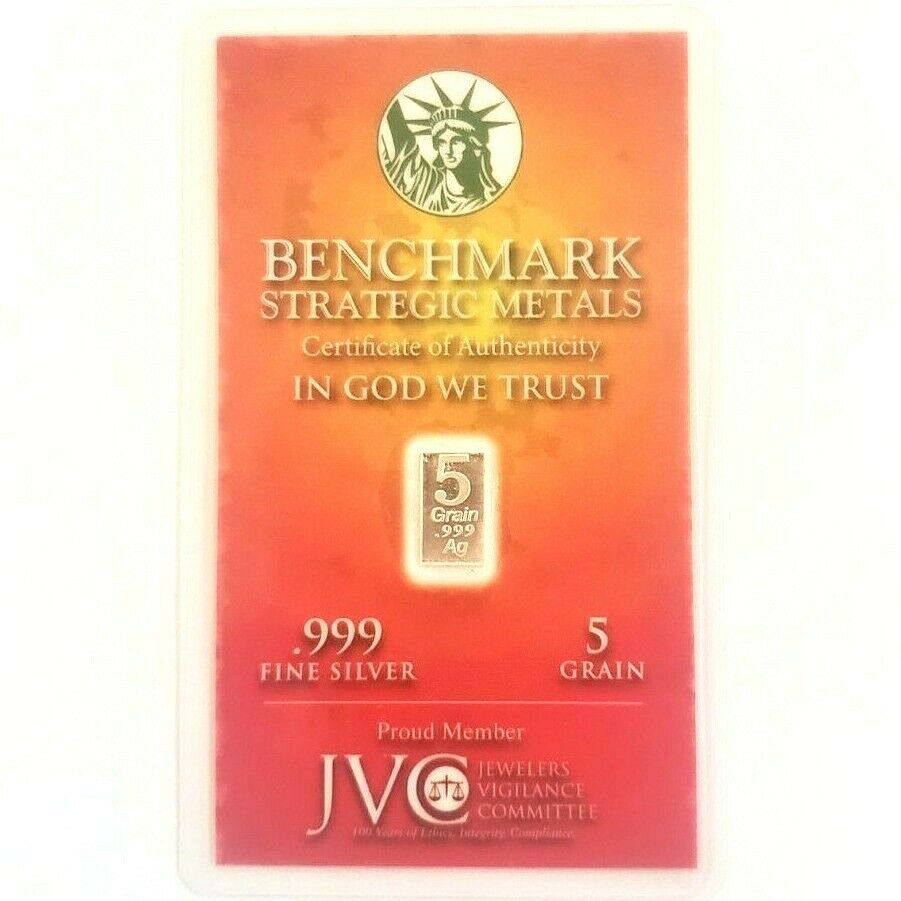 BENCHMARK
STRATEGIC METALS
Certificate of Authenticity
IN GOD WE TRUST
5
Grain
.999
Ag
.999
FINE SILVER
5
GRAIN
Proud Member
JVC
JEWELERS
VIGILANCE
COMMITTEE
100 Years of Ethics. Integrity. Compliance.